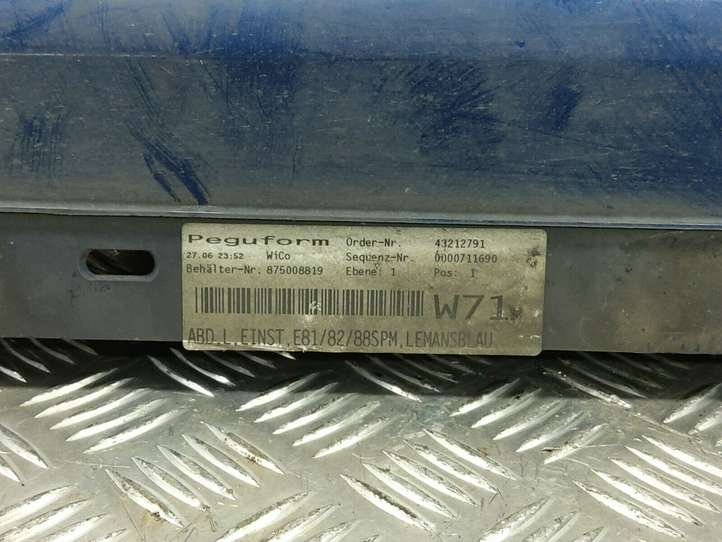 Peguform Order-Nr. 43212791
27.06 23:52 WiCo Sequenz-Nr. 0000711690
Behälter-Nr.875008819 Ebene: 1 Pos: 1
W71
ABD.L.EINST.E81/82/88SPM,LEMANSBLAU